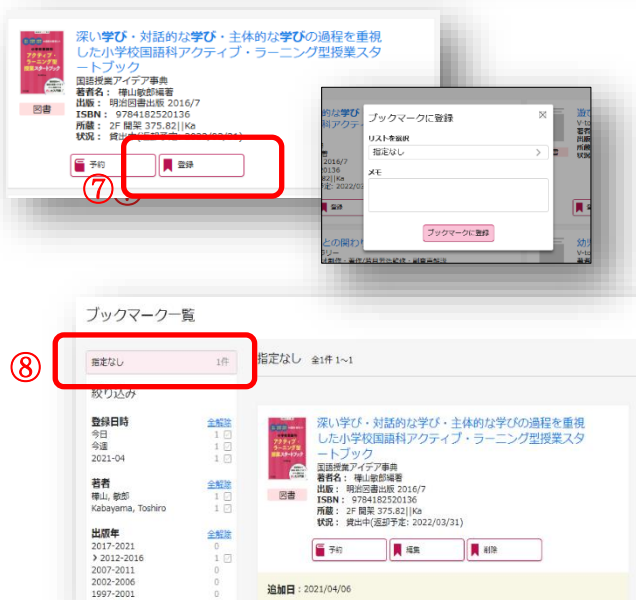 深い学び・対話的な学び・主体的な学びの過程を重視
した小学校国語科アクティブ・ラーニング型授業スタ
ートブック
国語授業アイデア事典
著者名： 樺山敏郎編著
出版： 明治図書出版 2016/7
ISBN： 9784182520136
所蔵： 2F 開架 375.82||Ka
状況： 貸出中(返却予定: 2022/03/31)
図書
予約
登録
⑦
ブックマークに登録
リストを選択
指定なし
メモ
ブックマークに登録
ブックマーク一覧
⑧
指定なし 1件
指定なし 全1件 1~1
絞り込み
登録日時 全解除
今日 1
今週 1
2021-04 1
著者 全解除
樺山, 敏郎 1
Kabayama, Toshiro 1
出版年 全解除
2017-2021 0
> 2012-2016 1
2007-2011 0
2002-2006 0
1997-2001 0
深い学び・対話的な学び・主体的な学びの過程を重視
した小学校国語科アクティブ・ラーニング型授業スタ
ートブック
国語授業アイデア事典
著者名： 樺山敏郎編著
出版： 明治図書出版 2016/7
ISBN： 9784182520136
所蔵： 2F 開架 375.82||Ka
状況： 貸出中(返却予定: 2022/03/31)
図書
予約
編集
削除
追加日：2021/04/06